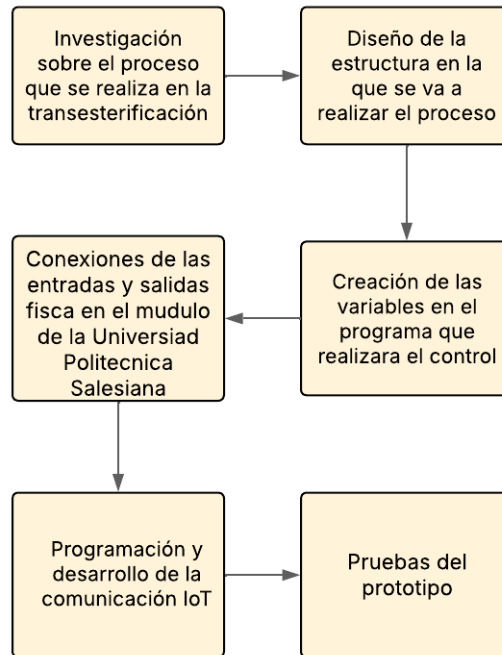 Investigación
sobre el proceso
que se realiza en la
transesterificación
Diseño de la
estructura en la
que se va a
realizar el proceso
Creación de las
variables en el
programa que
realizara el control
Conexiones de las
entradas y salidas
fisca en el mudulo
de la Universiad
Politecnica
Salesiana
Programación y
desarrollo de la
comunicación IoT
Pruebas del
prototipo